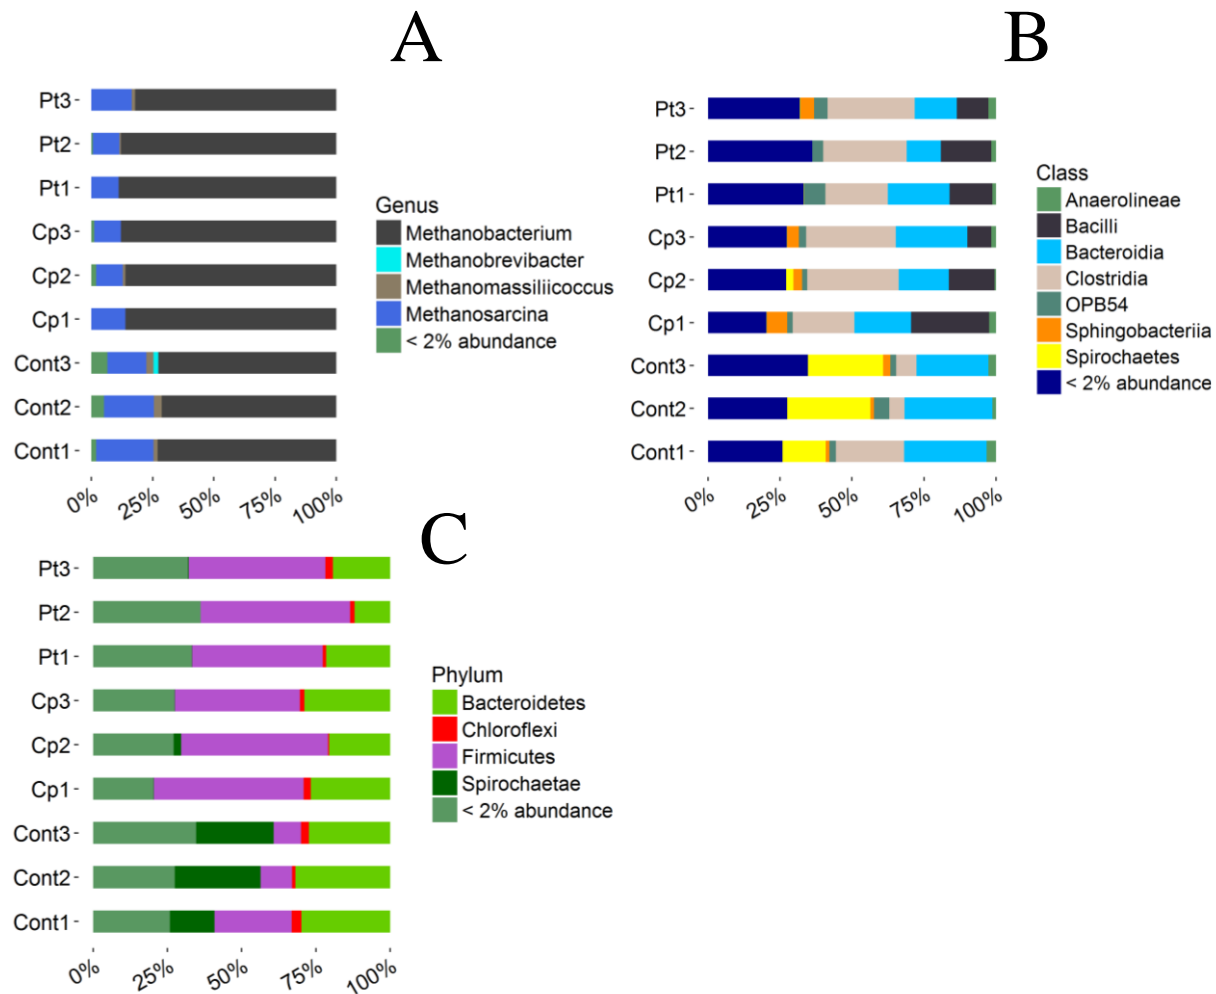 A
Pt3
Pt2
Pt1
Cp3
Cp2
Cp1
Cont3
Cont2
Cont1
0% 25% 50% 75% 100%
Genus
Methanobacterium
Methanobrevibacter
Methanomassiliicoccus
Methanosarcina
< 2% abundance
B
Pt3
Pt2
Pt1
Cp3
Cp2
Cp1
Cont3
Cont2
Cont1
0% 25% 50% 75% 100%
Class
Anaerolineae
Bacilli
Bacteroidia
Clostridia
OPB54
Sphingobacteriia
Spirochaetes
< 2% abundance
C
Pt3
Pt2
Pt1
Cp3
Cp2
Cp1
Cont3
Cont2
Cont1
0% 25% 50% 75% 100%
Phylum
Bacteroidetes
Chloroflexi
Firmicutes
Spirochaetae
< 2% abundance